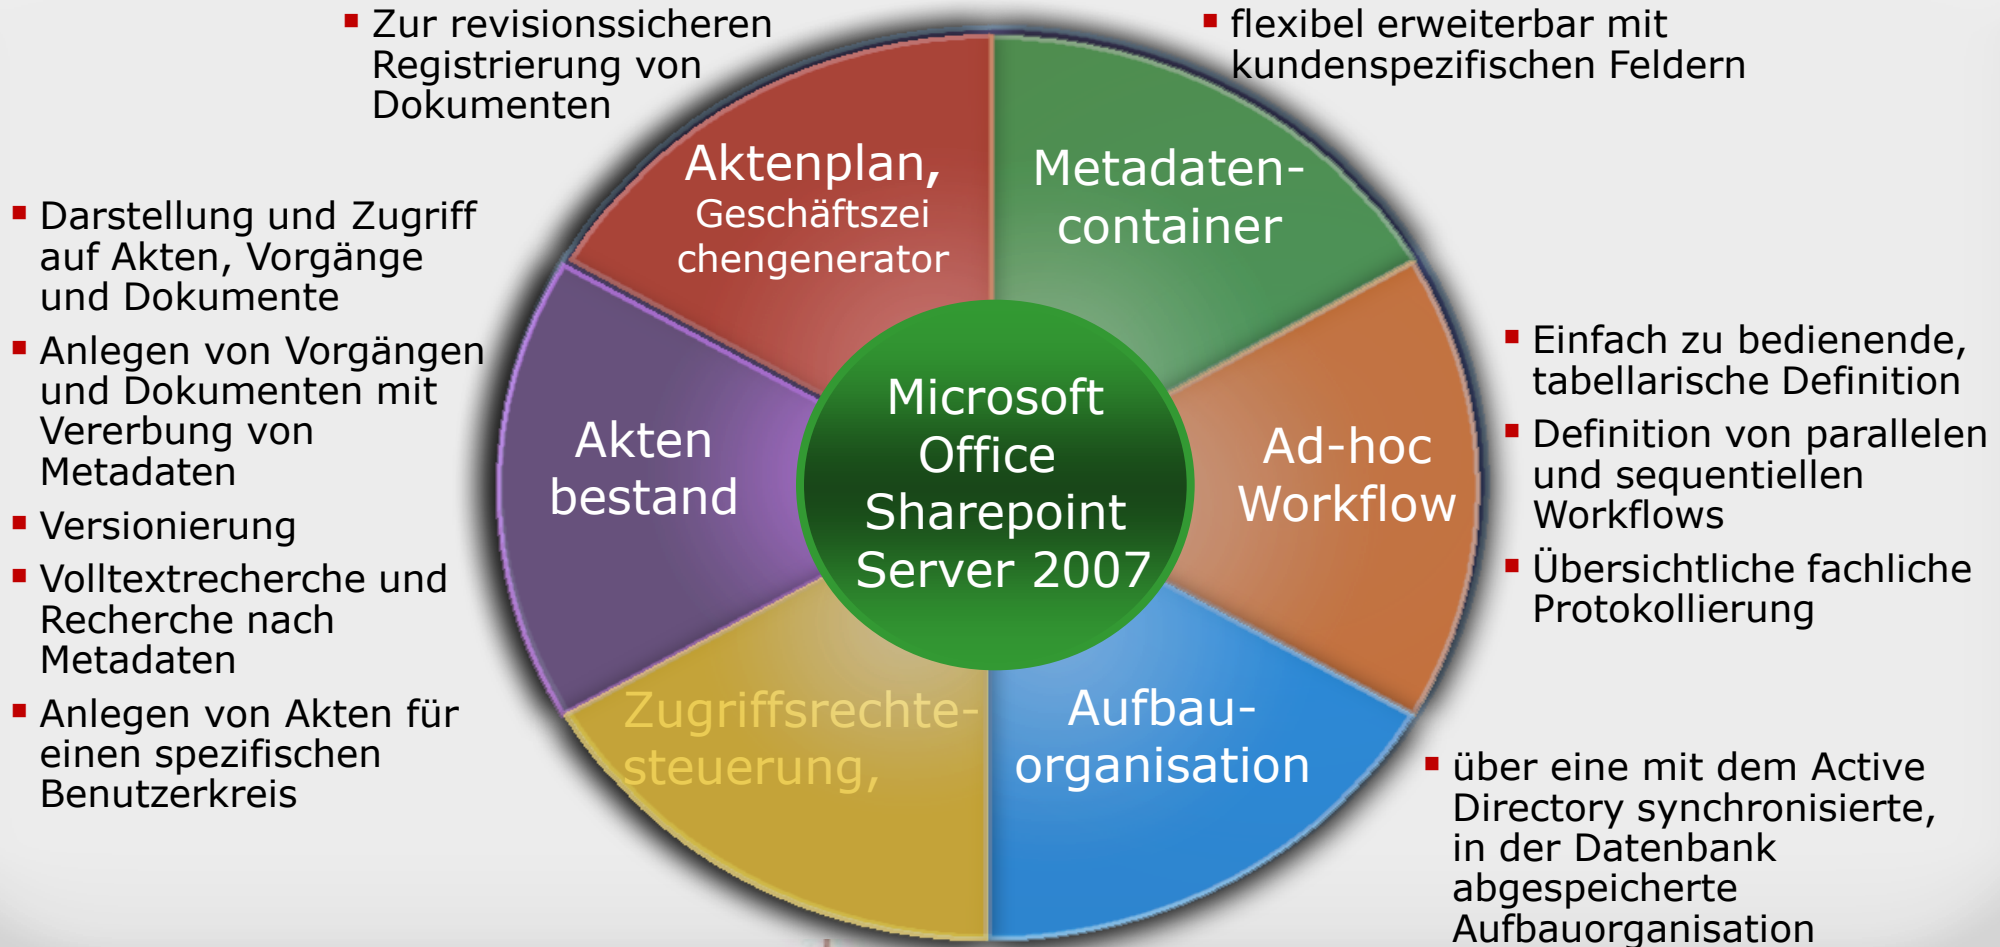 Zur revisionssicheren
Registrierung von
Dokumenten
flexibel erweiterbar mit
kundenspezifischen Feldern
Aktenplan,
Geschäftszei
chengenerator
Metadaten-
container
Darstellung und Zugriff
auf Akten, Vorgänge
und Dokumente
Anlegen von Vorgängen
und Dokumenten mit
Vererbung von
Metadaten
Versionierung
Volltextrecherche und
Recherche nach
Metadaten
Anlegen von Akten für
einen spezifischen
Benutzerkreis
Akten
bestand
Microsoft
Office
Sharepoint
Server 2007
Ad-hoc
Workflow
Einfach zu bedienende,
tabellarische Definition
Definition von parallelen
und sequentiellen
Workflows
Übersichtliche fachliche
Protokollierung
Zugriffsrechte-
steuerung,
Aufbau-
organisation
über eine mit dem Active
Directory synchronisierte,
in der Datenbank
abgespeicherte
Aufbauorganisation